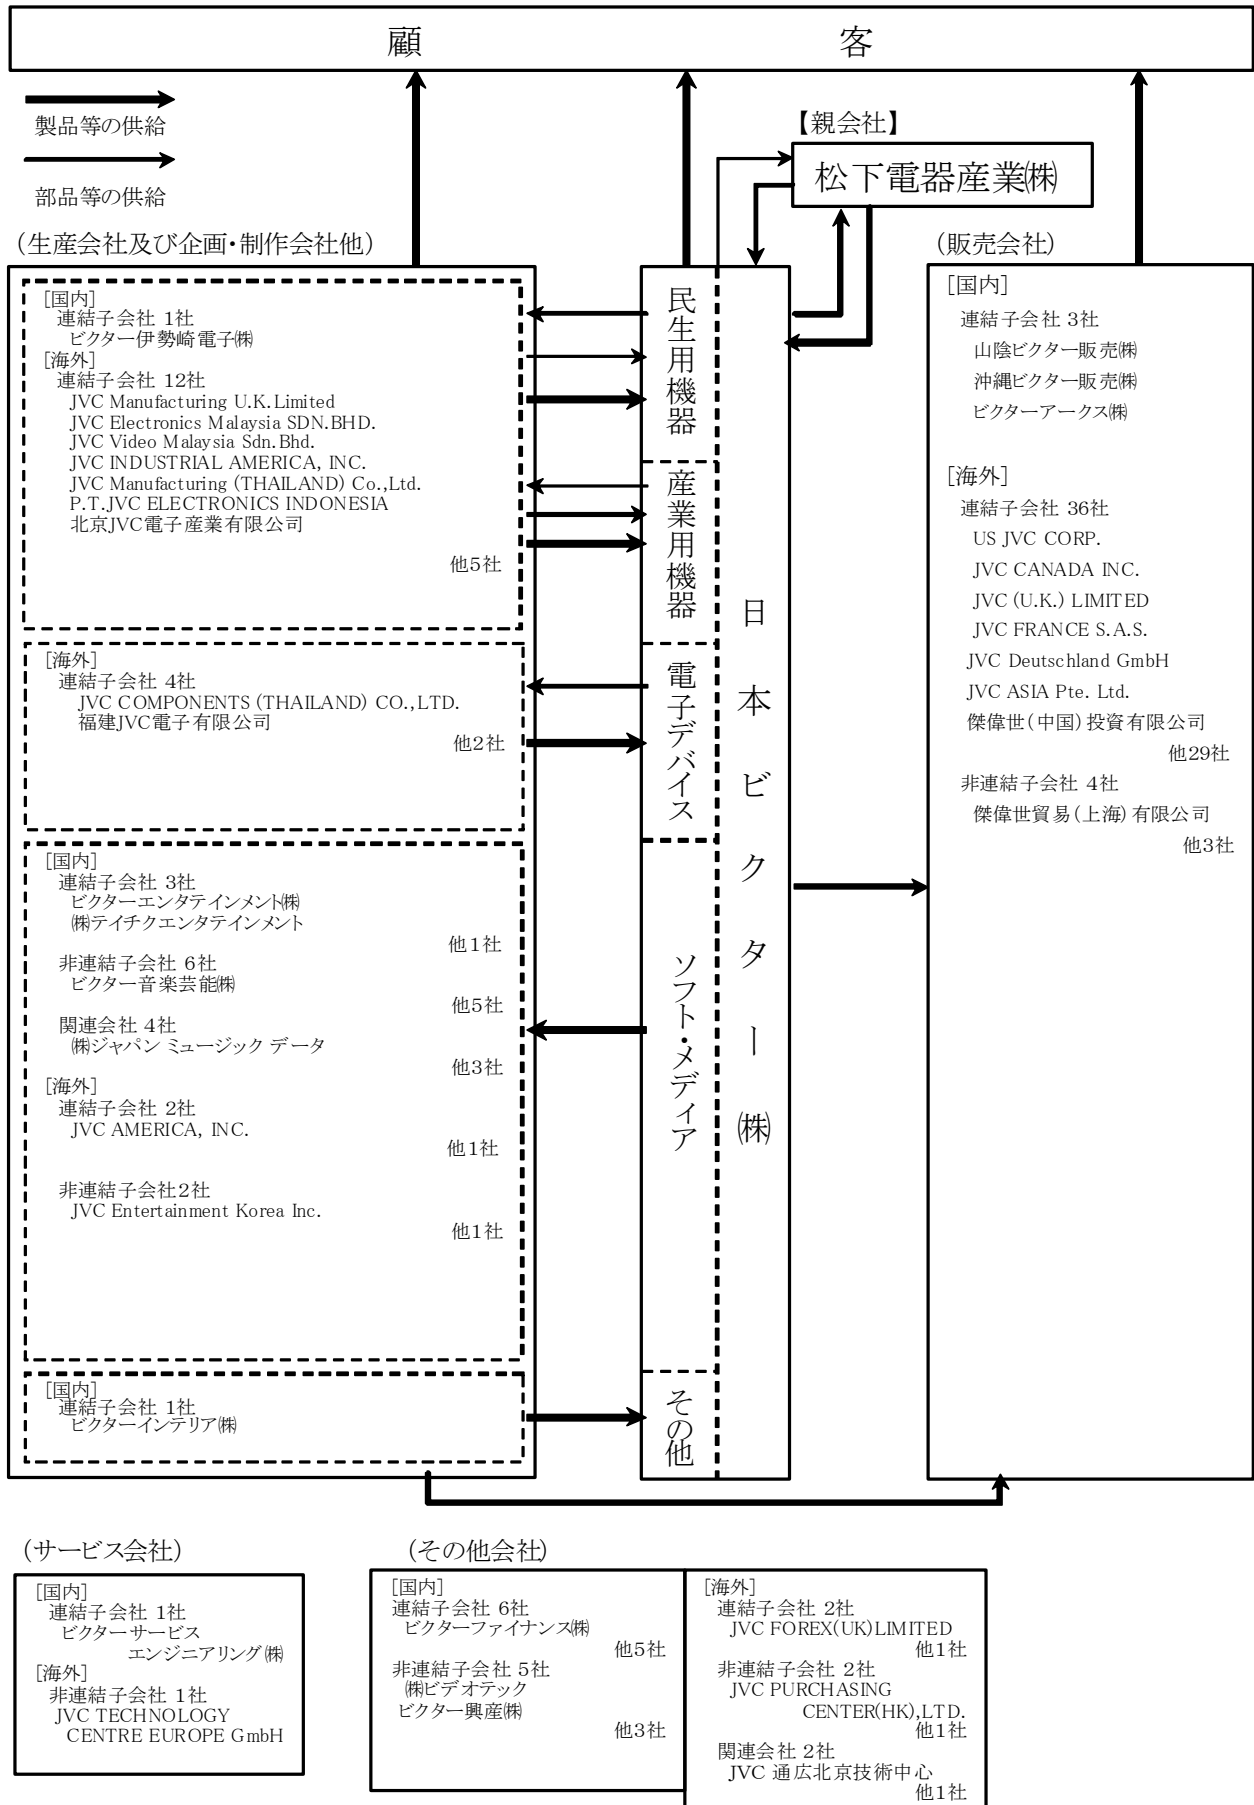 顧 客
製品等の供給
部品等の供給
【親会社】
松下電器産業㈱
(生産会社及び企画・制作会社他)
[国内]
連結子会社 1社
ビクター伊勢崎電子㈱
[海外]
連結子会社 12社
JVC Manufacturing U.K.Limited
JVC Electronics Malaysia SDN.BHD.
JVC Video Malaysia Sdn.Bhd.
JVC INDUSTRIAL AMERICA, INC.
JVC Manufacturing (THAILAND) Co.,Ltd.
P.T.JVC ELECTRONICS INDONESIA
北京JVC電子産業有限公司
他5社
[海外]
連結子会社 4社
JVC COMPONENTS (THAILAND) CO.,LTD.
福建JVC電子有限公司
他2社
[国内]
連結子会社 3社
ビクターエンタテインメント㈱
㈱テイチクエンタテインメント
他1社
非連結子会社 6社
ビクター音楽芸能㈱
他5社
関連会社 4社
㈱ジャパン ミュージック データ
他3社
[海外]
連結子会社 2社
JVC AMERICA, INC.
他1社
非連結子会社2社
JVC Entertainment Korea Inc.
他1社
[国内]
連結子会社 1社
ビクターインテリア㈱
民生用機器
産業用機器
電子デバイス
ソフト・メディア
その他
日本ビクター㈱
(販売会社)
[国内]
連結子会社 3社
山陰ビクター販売㈱
沖縄ビクター販売㈱
ビクターアークス㈱
[海外]
連結子会社 36社
US JVC CORP.
JVC CANADA INC.
JVC (U.K.) LIMITED
JVC FRANCE S.A.S.
JVC Deutschland GmbH
JVC ASIA Pte. Ltd.
傑偉世(中国)投資有限公司
他29社
非連結子会社 4社
傑偉世貿易(上海)有限公司
他3社
(サービス会社)
[国内]
連結子会社 1社
ビクターサービス
エンジニアリング㈱
[海外]
非連結子会社 1社
JVC TECHNOLOGY
CENTRE EUROPE GmbH
(その他会社)
[国内]
連結子会社 6社
ビクターファイナンス㈱
他5社
非連結子会社 5社
㈱ビデオテック
ビクター興産㈱
他3社
[海外]
連結子会社 2社
JVC FOREX(UK)LIMITED
他1社
非連結子会社 2社
JVC PURCHASING
CENTER(HK),LTD.
他1社
関連会社 2社
JVC 通広北京技術中心
他1社